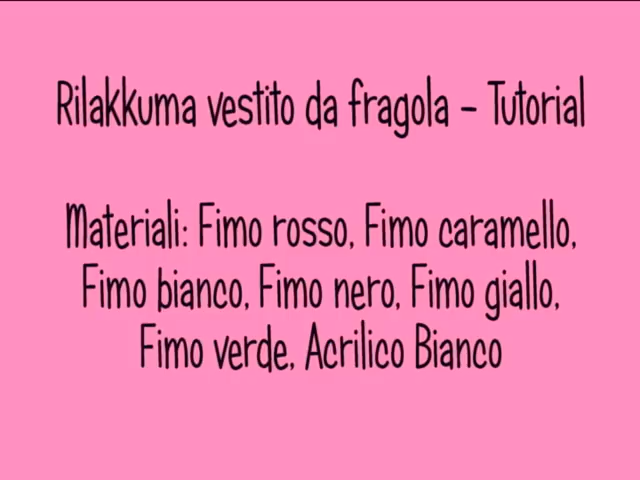 Rilakkuma vestito da fragola - Tutorial
Materiali: Fimo rosso, Fimo caramello,
Fimo bianco, Fimo nero, Fimo giallo,
Fimo verde, Acrilico Bianco